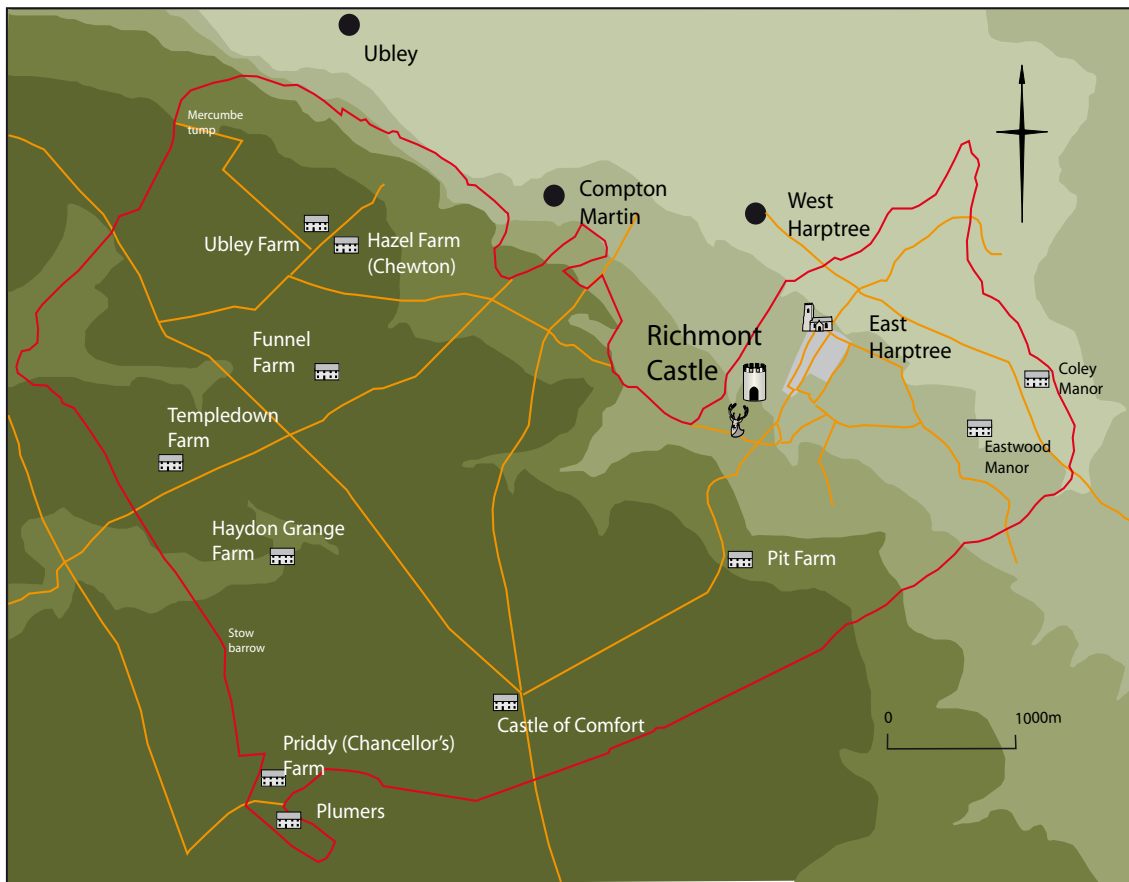 Ubley
Mercumbe
tump
Compton
Martin
West
Harptree
Ubley Farm
Hazel Farm
(Chewton)
Richmont
Castle
East
Harptree
Funnel
Farm
Coley
Manor
Templedown
Farm
Eastwood
Manor
Haydon Grange
Farm
Pit Farm
Stow
barrow
Castle of Comfort
0
1000m
Priddy (Chancellor's)
Farm
Plumers